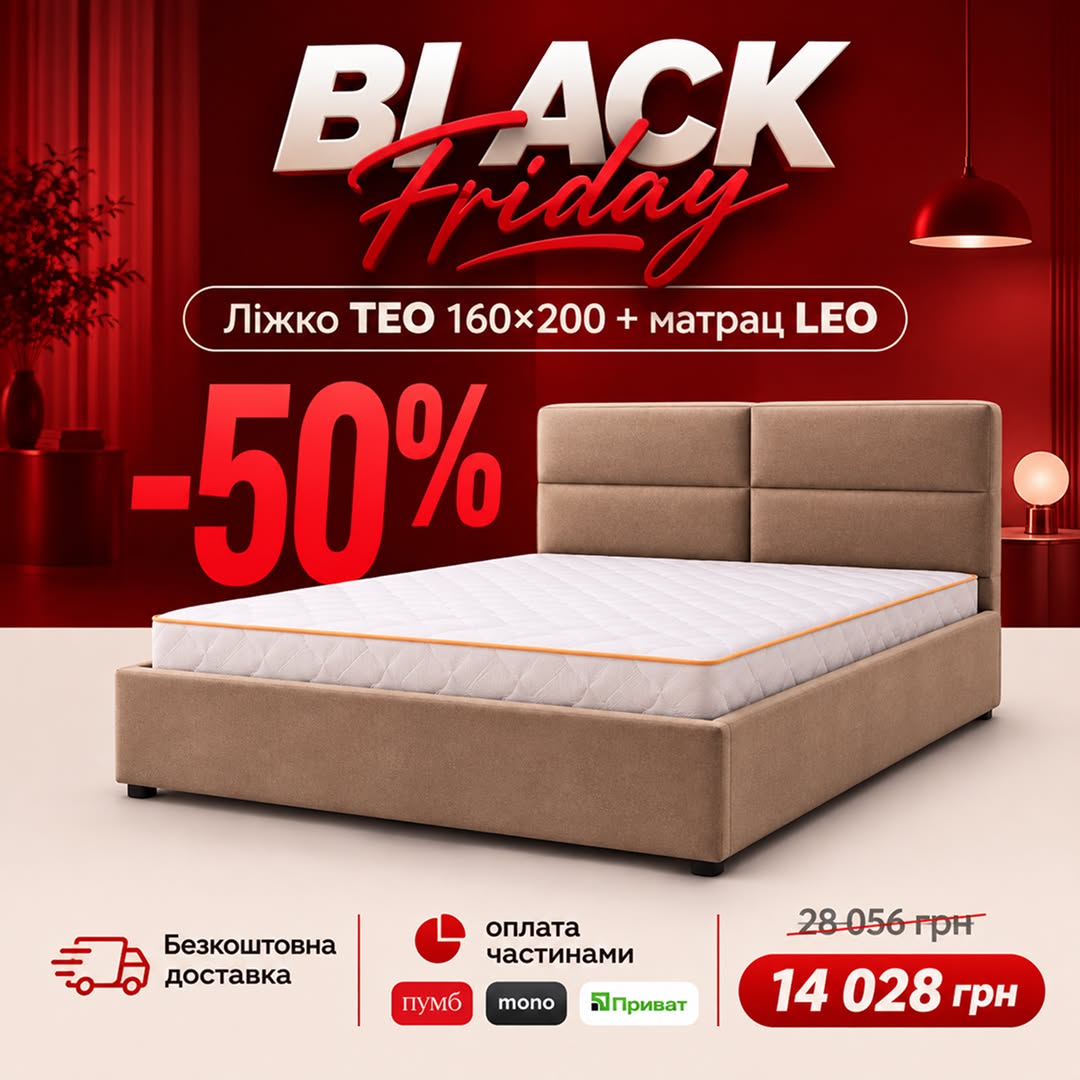 BLACK
Friday
Ліжко ТЕО 160×200 + матрац LEO
-50%
Безкоштовна
доставка
оплата
частинами
пумб
mono
Приват
28 056 грн
14 028 грн